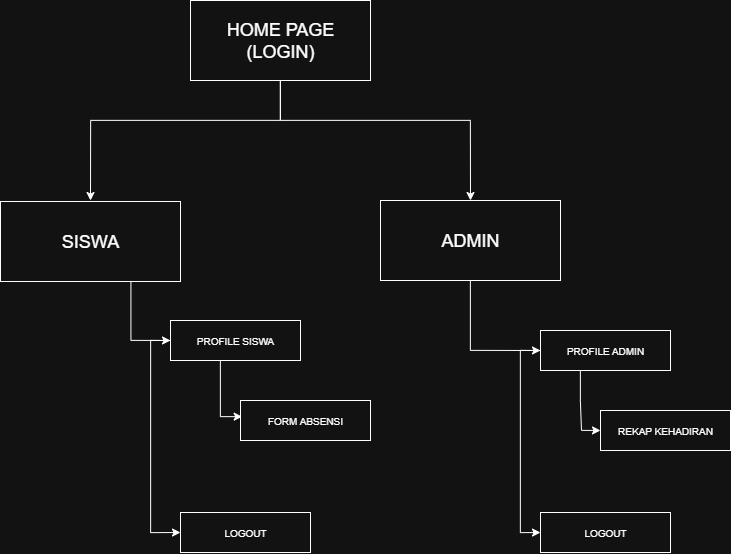 HOME PAGE
(LOGIN)
SISWA
ADMIN
PROFILE SISWA
PROFILE ADMIN
FORM ABSENSI
REKAP KEHADIRAN
LOGOUT
LOGOUT